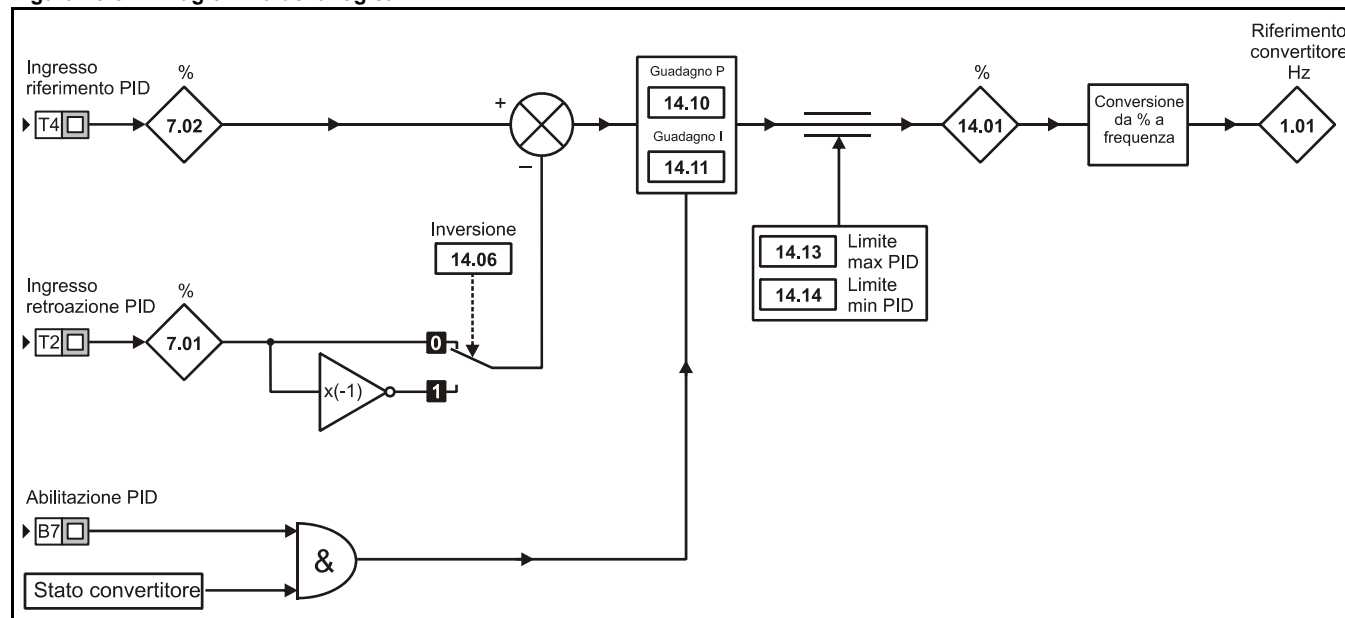 Ingresso
riferimento PID
T4
%
7.02
+
–
Guadagno P
14.10
Guadagno I
14.11
%
14.01
Conversione
da % a
frequenza
Riferimento
convertitore
Hz
1.01
Inversione
14.06
14.13
Limite
max PID
14.14
Limite
min PID
Ingresso
retroazione PID
T2
%
7.01
0
x(-1)
1
Abilitazione PID
B7
&
Stato convertitore